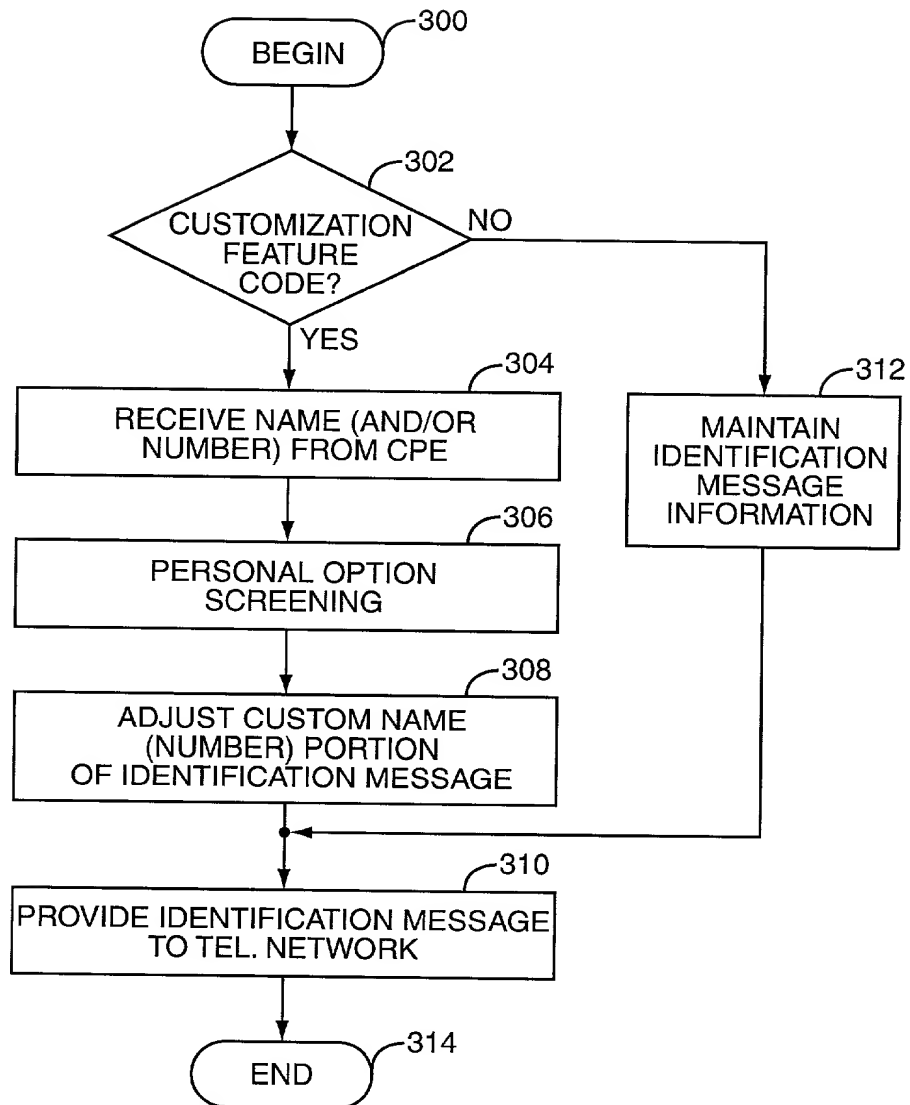 BEGIN
300
302
CUSTOMIZATION
FEATURE
CODE?
NO
YES
304
RECEIVE NAME (AND/OR
NUMBER) FROM CPE
312
MAINTAIN
IDENTIFICATION
MESSAGE
INFORMATION
306
PERSONAL OPTION
SCREENING
308
ADJUST CUSTOM NAME
(NUMBER) PORTION
OF IDENTIFICATION MESSAGE
310
PROVIDE IDENTIFICATION MESSAGE
TO TEL. NETWORK
END
314